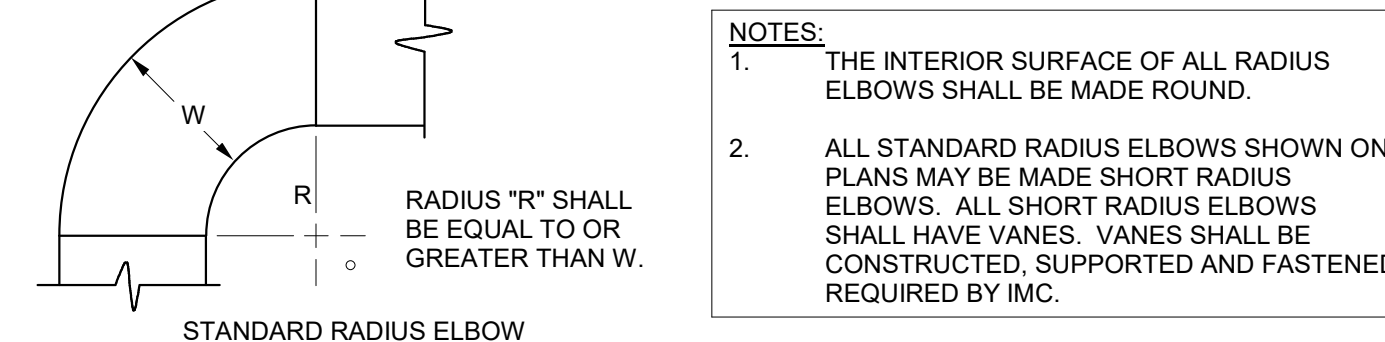 W
R
RADIUS "R" SHALL
BE EQUAL TO OR
GREATER THAN W.
STANDARD RADIUS ELBOW
NOTES:
1. THE INTERIOR SURFACE OF ALL RADIUS
ELBOWS SHALL BE MADE ROUND.
2. ALL STANDARD RADIUS ELBOWS SHOWN ON
PLANS MAY BE MADE SHORT RADIUS
ELBOWS. ALL SHORT RADIUS ELBOWS
SHALL HAVE VANES. VANES SHALL BE
CONSTRUCTED, SUPPORTED AND FASTENED
REQUIRED BY IMC.